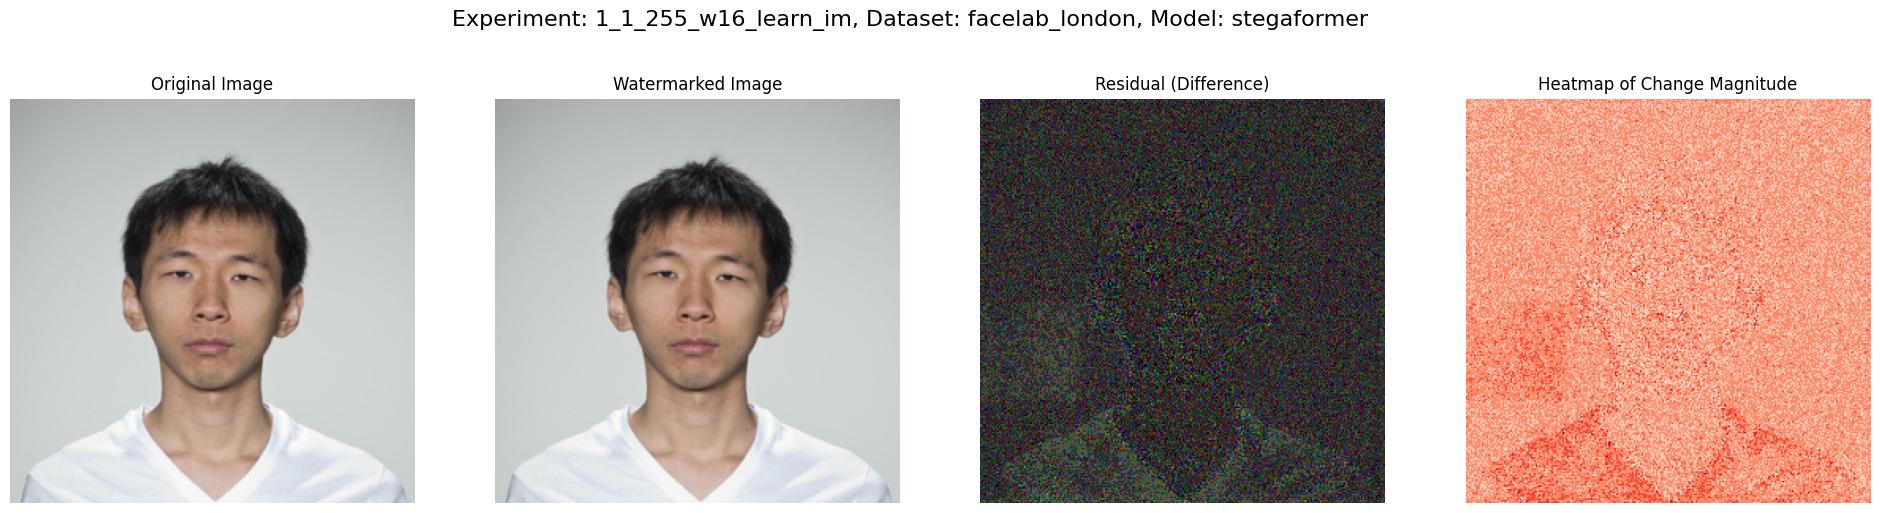 Experiment: 1_1_255_w16_learn_im, Dataset: facelab_london, Model: stegaformer
Original Image
Watermarked Image
Residual (Difference)
Heatmap of Change Magnitude